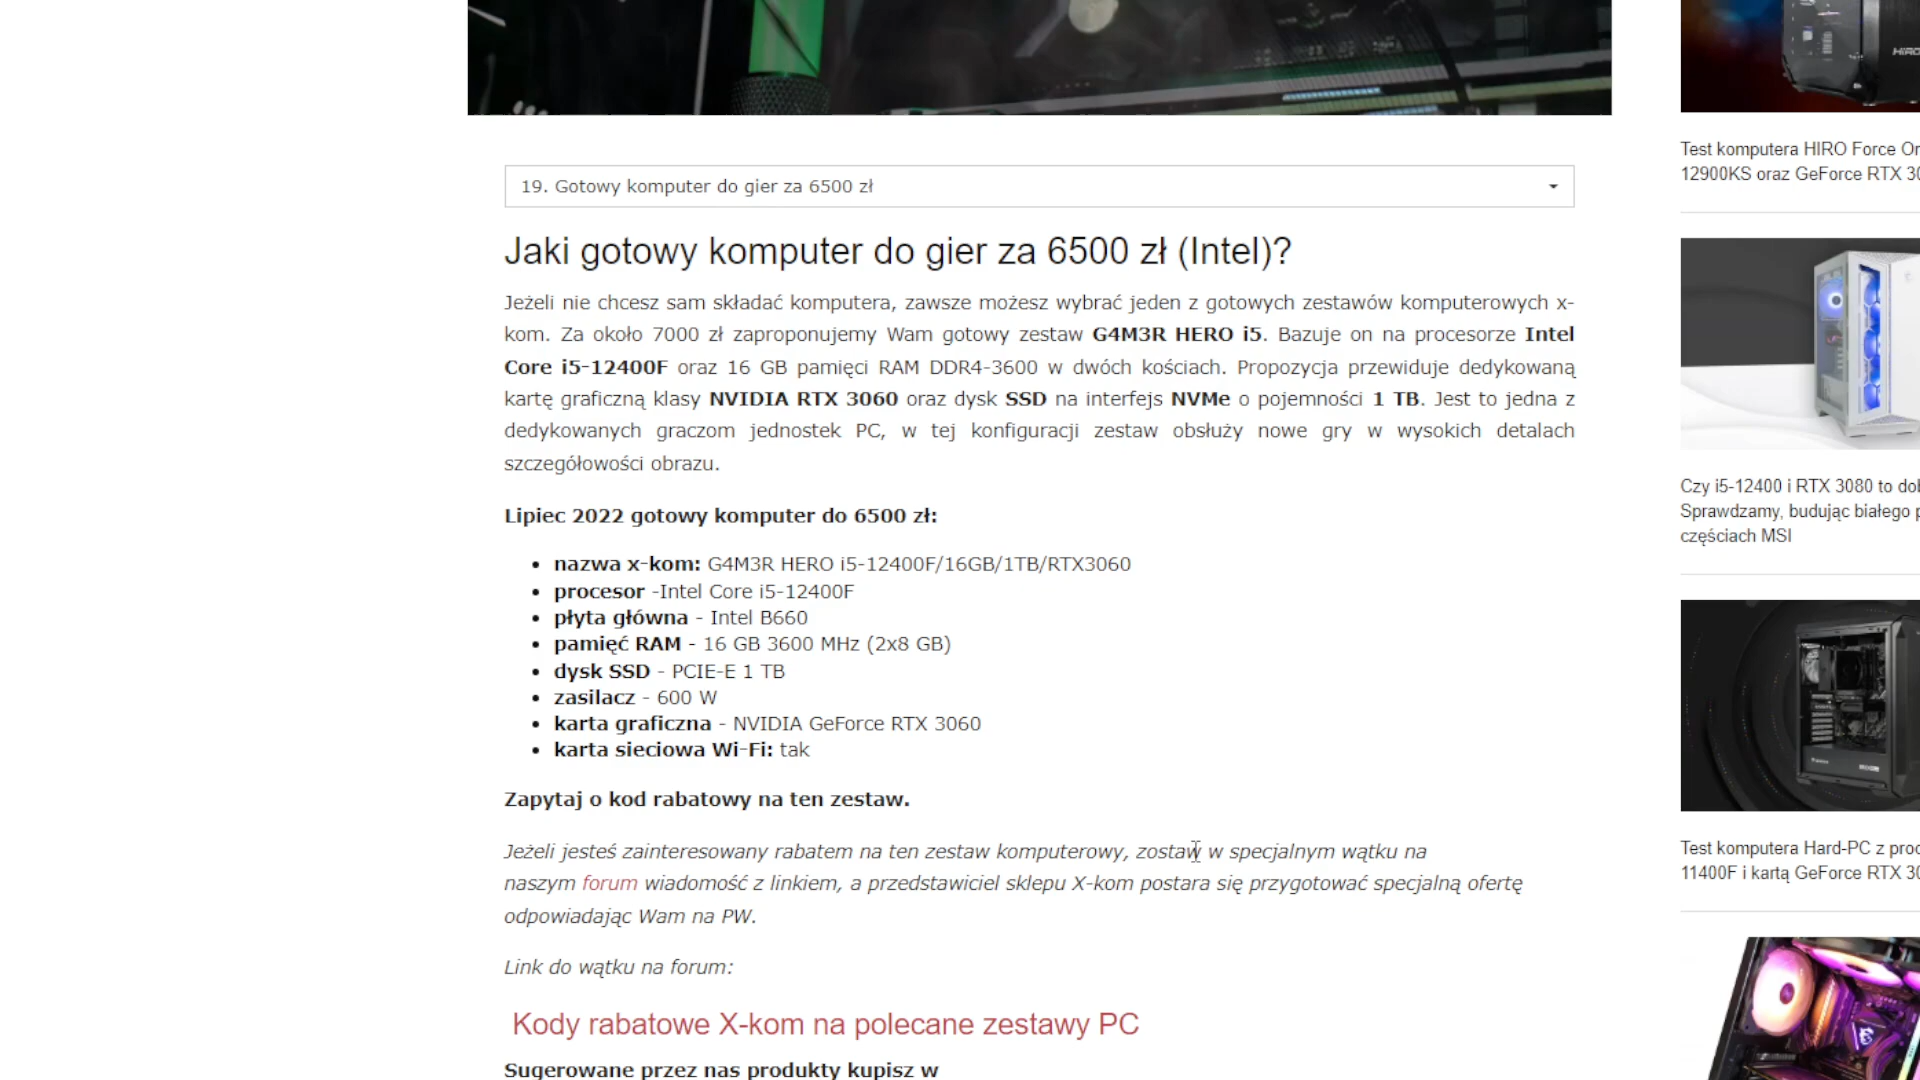 19. Gotowy komputer do gier za 6500 zł
Jaki gotowy komputer do gier za 6500 zł (Intel)?
Jeżeli nie chcesz sam składać komputera, zawsze możesz wybrać jeden z gotowych zestawów komputerowych x-
kom. Za około 7000 zł zaproponujemy Wam gotowy zestaw G4M3R HERO i5. Bazuje on na procesorze Intel
Core i5-12400F oraz 16 GB pamięci RAM DDR4-3600 w dwóch kościach. Propozycja przewiduje dedykowaną
kartę graficzną klasy NVIDIA RTX 3060 oraz dysk SSD na interfejs NVMe o pojemności 1 TB. Jest to jedna z
dedykowanych graczom jednostek PC, w tej konfiguracji zestaw obsłuży nowe gry w wysokich detalach
szczegółowości obrazu.
Lipiec 2022 gotowy komputer do 6500 zł:
• nazwa x-kom: G4M3R HERO i5-12400F/16GB/1TB/RTX3060
• procesor -Intel Core i5-12400F
• płyta główna - Intel B660
• pamięć RAM - 16 GB 3600 MHz (2x8 GB)
• dysk SSD - PCIE-E 1 TB
• zasilacz - 600 W
• karta graficzna - NVIDIA GeForce RTX 3060
• karta sieciowa Wi-Fi: tak
Zapytaj o kod rabatowy na ten zestaw.
Jeżeli jesteś zainteresowany rabatem na ten zestaw komputerowy, zostaw w specjalnym wątku na
naszym forum wiadomość z linkiem, a przedstawiciel sklepu X-kom postara się przygotować specjalną ofertę
odpowiadając Wam na PW.
Link do wątku na forum:
Kody rabatowe X-kom na polecane zestawy PC
Sugerowane przez nas produkty kupisz w
Test komputera HIRO Force
12900KS oraz GeForce RTX
Czy i5-12400 i RTX 3080 to
Sprawdzamy, budując białego
częściach MSI
Test komputera Hard-PC z
11400F i kartą GeForce RTX